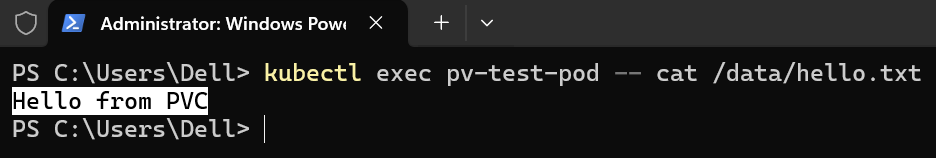 Administrator: Windows Powe
PS C:\Users\Dell> kubectl exec pv-test-pod -- cat /data/hello.txt
Hello from PVC
PS C:\Users\Dell>